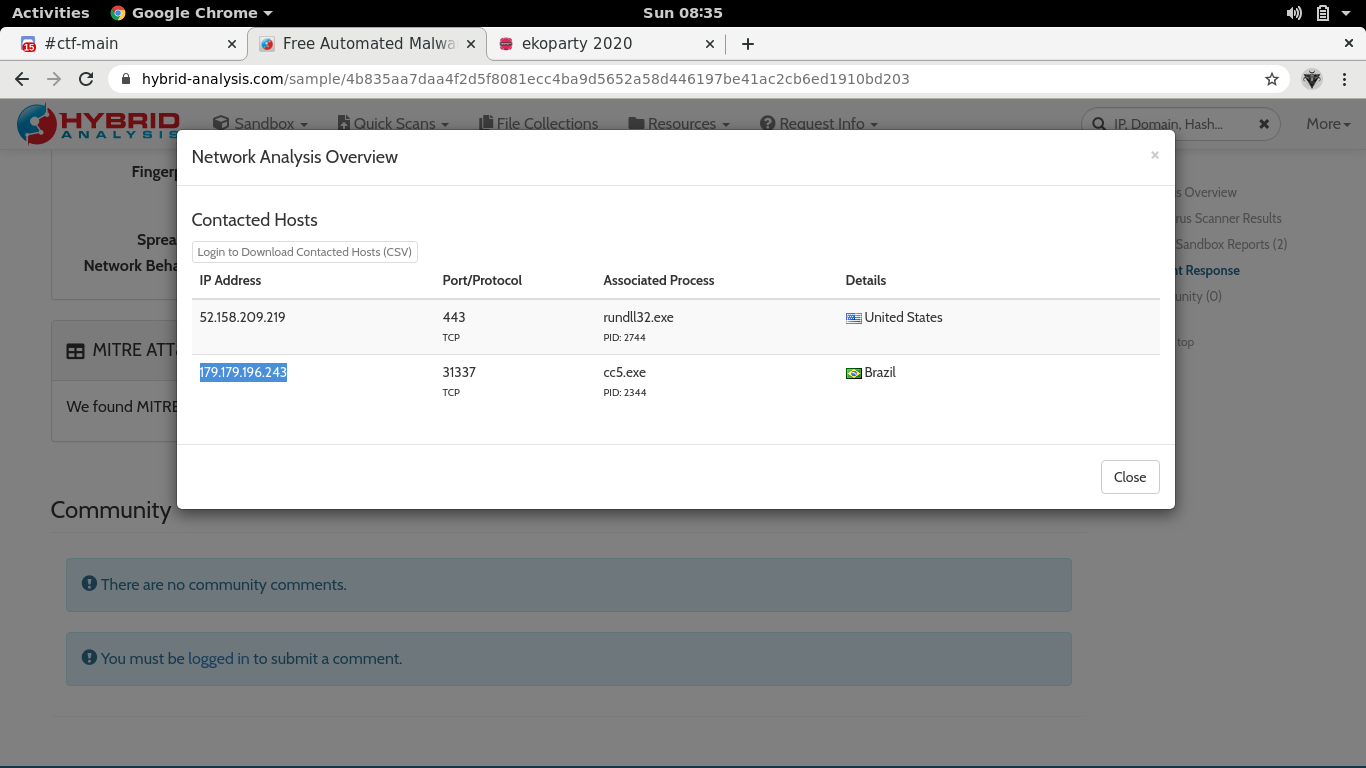 Activities Google Chrome Sun 08:35
15 #ctf-main Free Automated Malwa ekoparty 2020
hybrid-analysis.com/sample/4b835aa7daa4f2d5f8081ecc4ba9d5652a58d446197be41ac2cb6ed1910bd203
HYBRID ANALYSIS Sandbox Quick Scans File Collections Resources Request Info IP, Domain, Hash... More
Network Analysis Overview ×
Fingerp
Contacted Hosts
Sprea
Login to Download Contacted Hosts (CSV)
Network Beha
IP Address Port/Protocol Associated Process Details
52.158.209.219 443 rundll32.exe United States
TCP PID: 2744
179.179.196.243 31337 cc5.exe Brazil
TCP PID: 2344
MITRE ATT
We found MITRE
Close
s Overview
rus Scanner Results
Sandbox Reports (2)
nt Response
unity (0)
top
Community
There are no community comments.
You must be logged in to submit a comment.